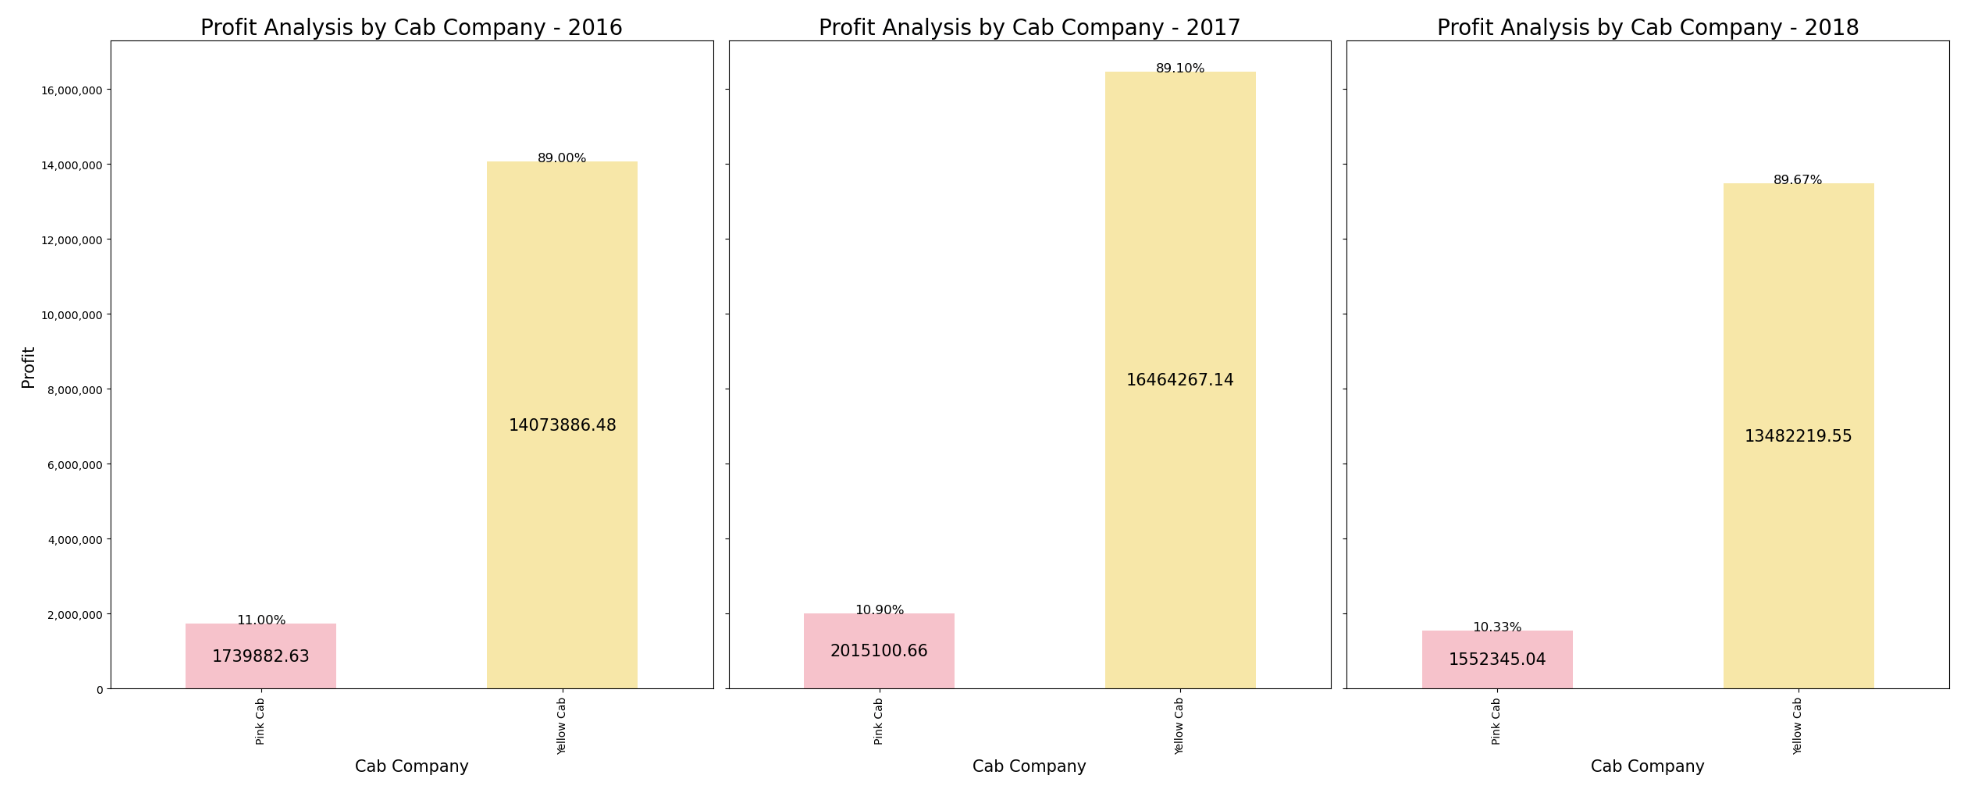 Profit Analysis by Cab Company - 2016
Profit
16,000,000
14,000,000
12,000,000
10,000,000
8,000,000
6,000,000
4,000,000
2,000,000
0
11.00%
1739882.63
89.00%
14073886.48
Pink Cab
Yellow Cab
Cab Company
Profit Analysis by Cab Company - 2017
10.90%
2015100.66
89.10%
16464267.14
Pink Cab
Yellow Cab
Cab Company
Profit Analysis by Cab Company - 2018
10.33%
1552345.04
89.67%
13482219.55
Pink Cab
Yellow Cab
Cab Company